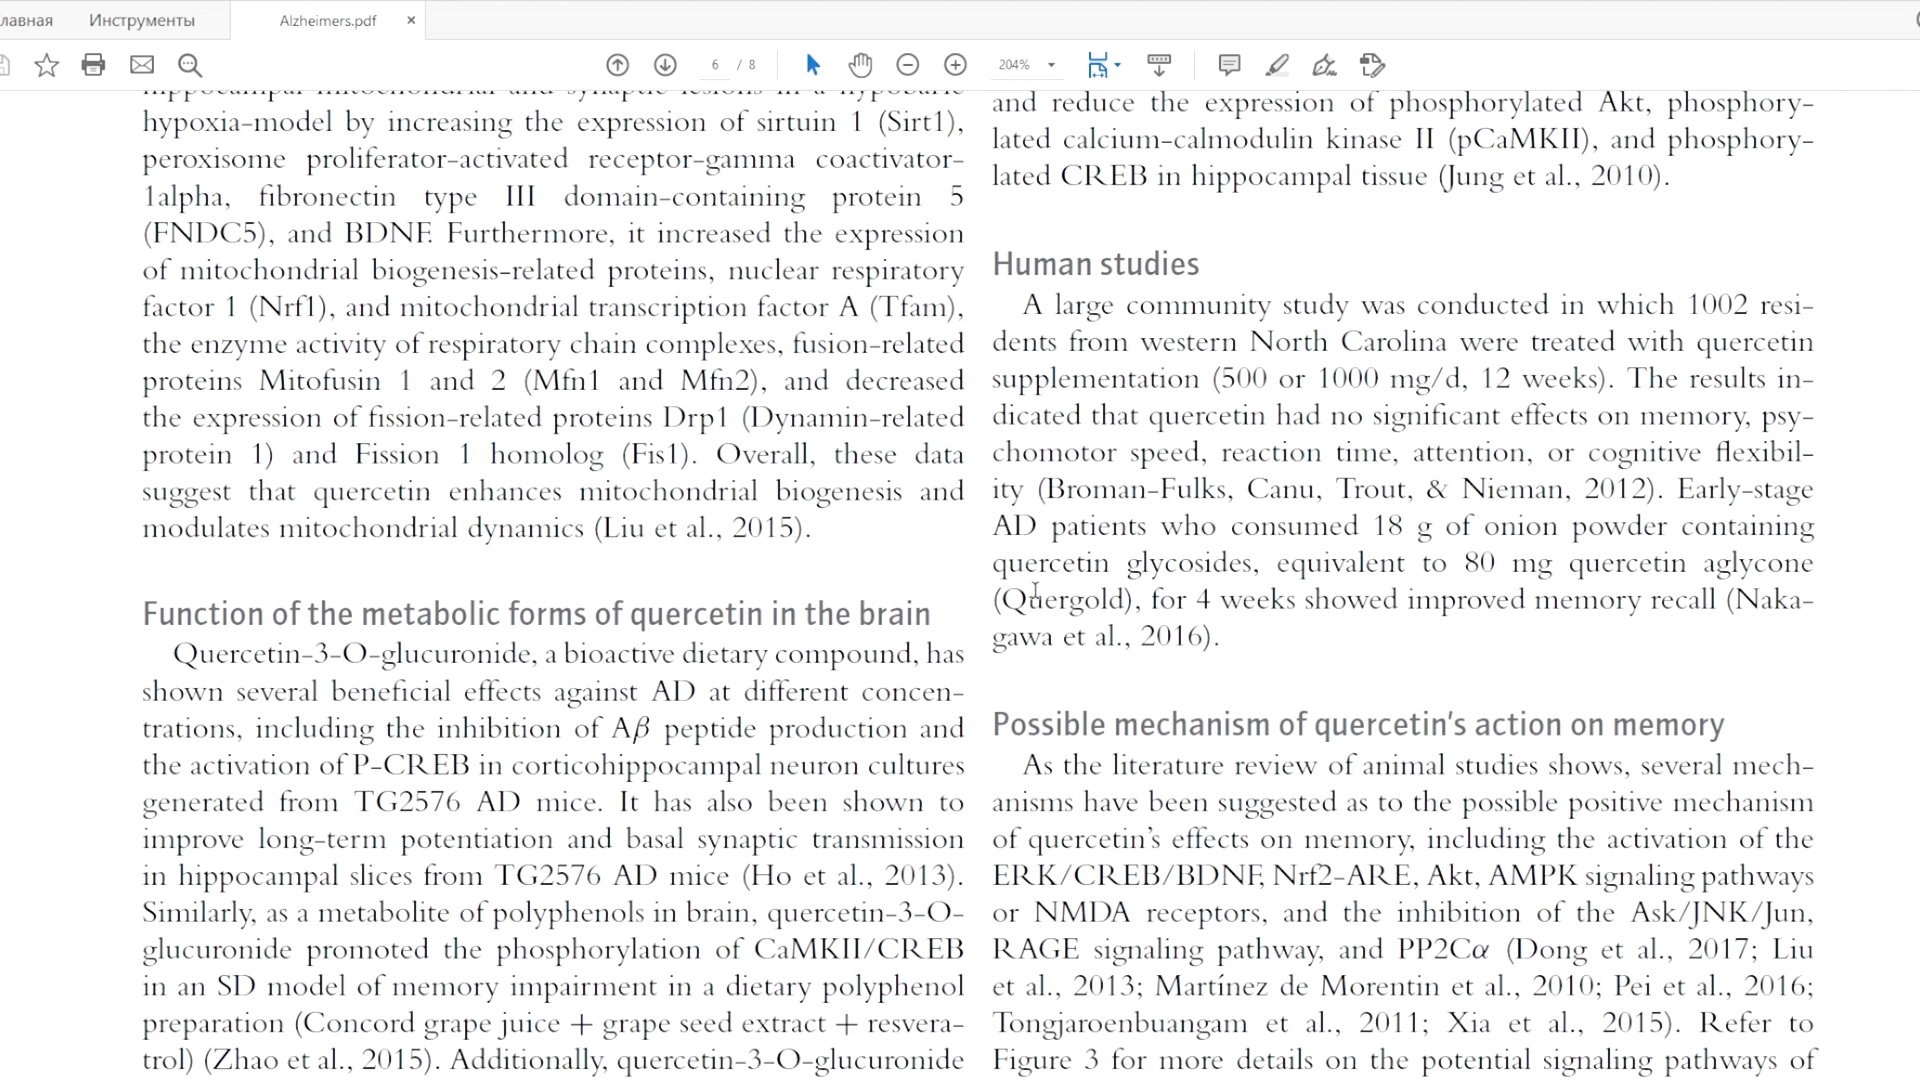 лавная
Инструменты
Alzheimers.pdf
×
6 / 8
204%
hippocampal mitochondrial and synaptic lesions in a hypobaric
hypoxia-model by increasing the expression of sirtuin 1 (Sirt1),
peroxisome proliferator-activated receptor-gamma coactivator-
1alpha, fibronectin type III domain-containing protein 5
(FNDC5), and BDNF. Furthermore, it increased the expression
of mitochondrial biogenesis-related proteins, nuclear respiratory
factor 1 (Nrf1), and mitochondrial transcription factor A (Tfam),
the enzyme activity of respiratory chain complexes, fusion-related
proteins Mitofusin 1 and 2 (Mfn1 and Mfn2), and decreased
the expression of fission-related proteins Drp1 (Dynamin-related
protein 1) and Fission 1 homolog (Fis1). Overall, these data
suggest that quercetin enhances mitochondrial biogenesis and
modulates mitochondrial dynamics (Liu et al., 2015).
Function of the metabolic forms of quercetin in the brain
Quercetin-3-O-glucuronide, a bioactive dietary compound, has
shown several beneficial effects against AD at different concen-
trations, including the inhibition of Aβ peptide production and
the activation of P-CREB in corticohippocampal neuron cultures
generated from TG2576 AD mice. It has also been shown to
improve long-term potentiation and basal synaptic transmission
in hippocampal slices from TG2576 AD mice (Ho et al., 2013).
Similarly, as a metabolite of polyphenols in brain, quercetin-3-O-
glucuronide promoted the phosphorylation of CaMKII/CREB
in an SD model of memory impairment in a dietary polyphenol
preparation (Concord grape juice + grape seed extract + resvera-
trol) (Zhao et al., 2015). Additionally, quercetin-3-O-glucuronide
and reduce the expression of phosphorylated Akt, phosphory-
lated calcium-calmodulin kinase II (pCaMKII), and phosphory-
lated CREB in hippocampal tissue (Jung et al., 2010).
Human studies
A large community study was conducted in which 1002 resi-
dents from western North Carolina were treated with quercetin
supplementation (500 or 1000 mg/d, 12 weeks). The results in-
dicated that quercetin had no significant effects on memory, psy-
chomotor speed, reaction time, attention, or cognitive flexibil-
ity (Broman-Fulks, Canu, Trout, & Nieman, 2012). Early-stage
AD patients who consumed 18 g of onion powder containing
quercetin glycosides, equivalent to 80 mg quercetin aglycone
(Quergold), for 4 weeks showed improved memory recall (Naka-
gawa et al., 2016).
Possible mechanism of quercetin's action on memory
As the literature review of animal studies shows, several mech-
anisms have been suggested as to the possible positive mechanism
of quercetin's effects on memory, including the activation of the
ERK/CREB/BDNF, Nrf2-ARE, Akt, AMPK signaling pathways
or NMDA receptors, and the inhibition of the Ask/JNK/Jun,
RAGE signaling pathway, and PP2Cα (Dong et al., 2017; Liu
et al., 2013; Martínez de Morentin et al., 2010; Pei et al., 2016;
Tongjaroenbuangam et al., 2011; Xia et al., 2015). Refer to
Figure 3 for more details on the potential signaling pathways of